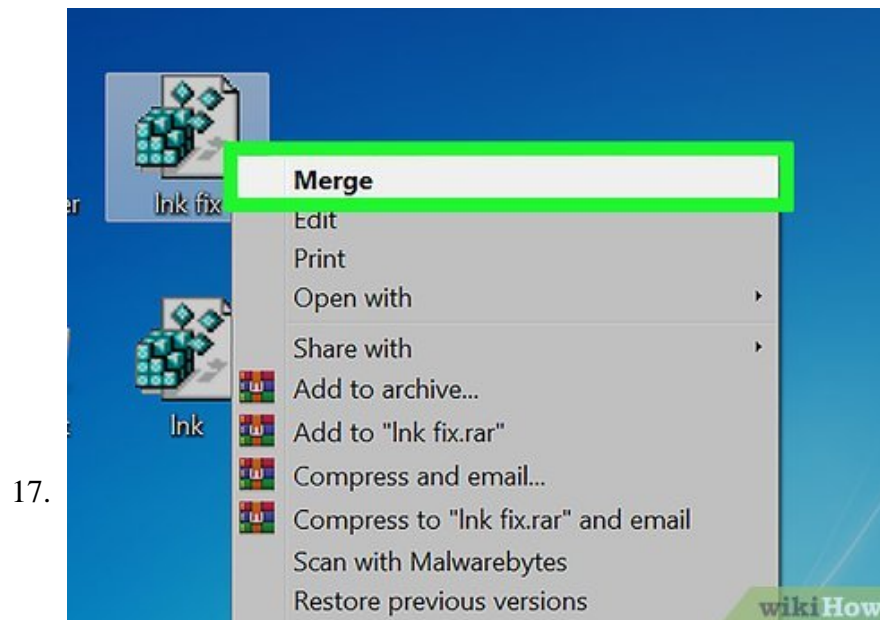 Merge
er
lnk fix
Edit
Print
Open with
Share with
Add to archive...
lnk
Add to "lnk fix.rar"
Compress and email...
17.
Compress to "lnk fix.rar" and email
Scan with Malwarebytes
Restore previous versions
wikiHow